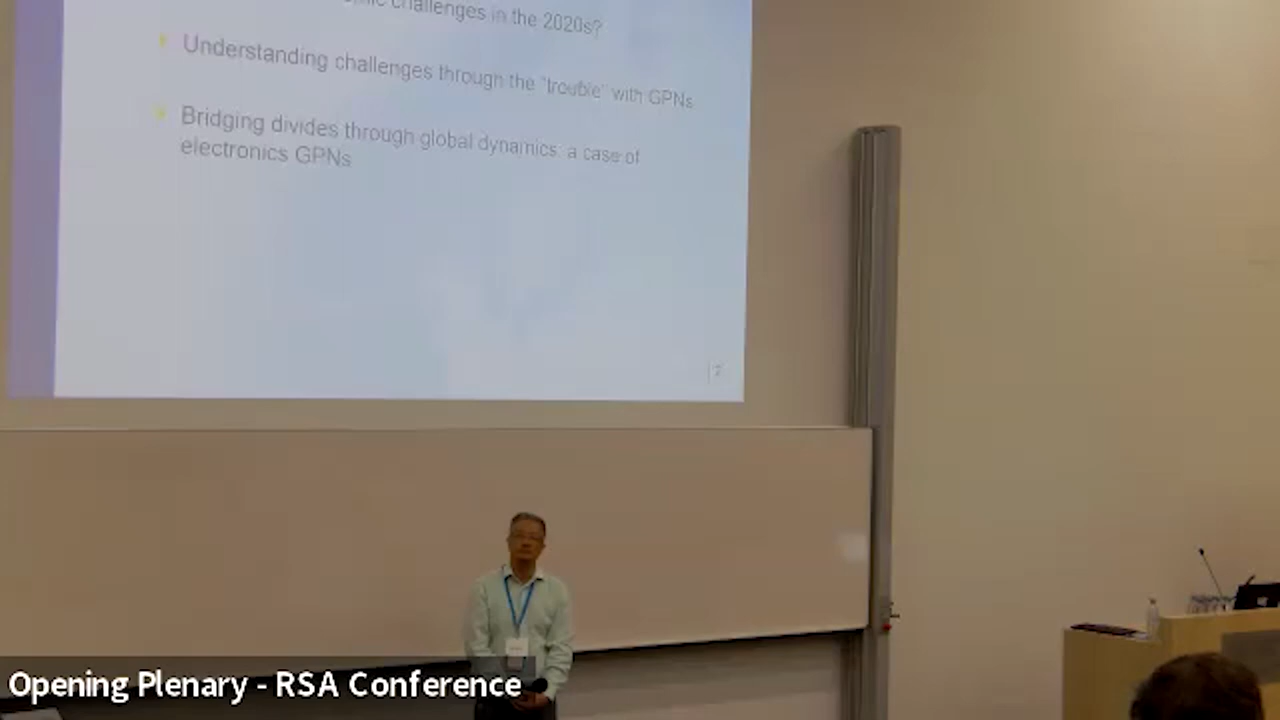 challenges in the 2020s?
Understanding challenges through the "trouble" with GPNs
Bridging divides through global dynamics: a case of
electronics GPNs
Opening Plenary - RSA Conference